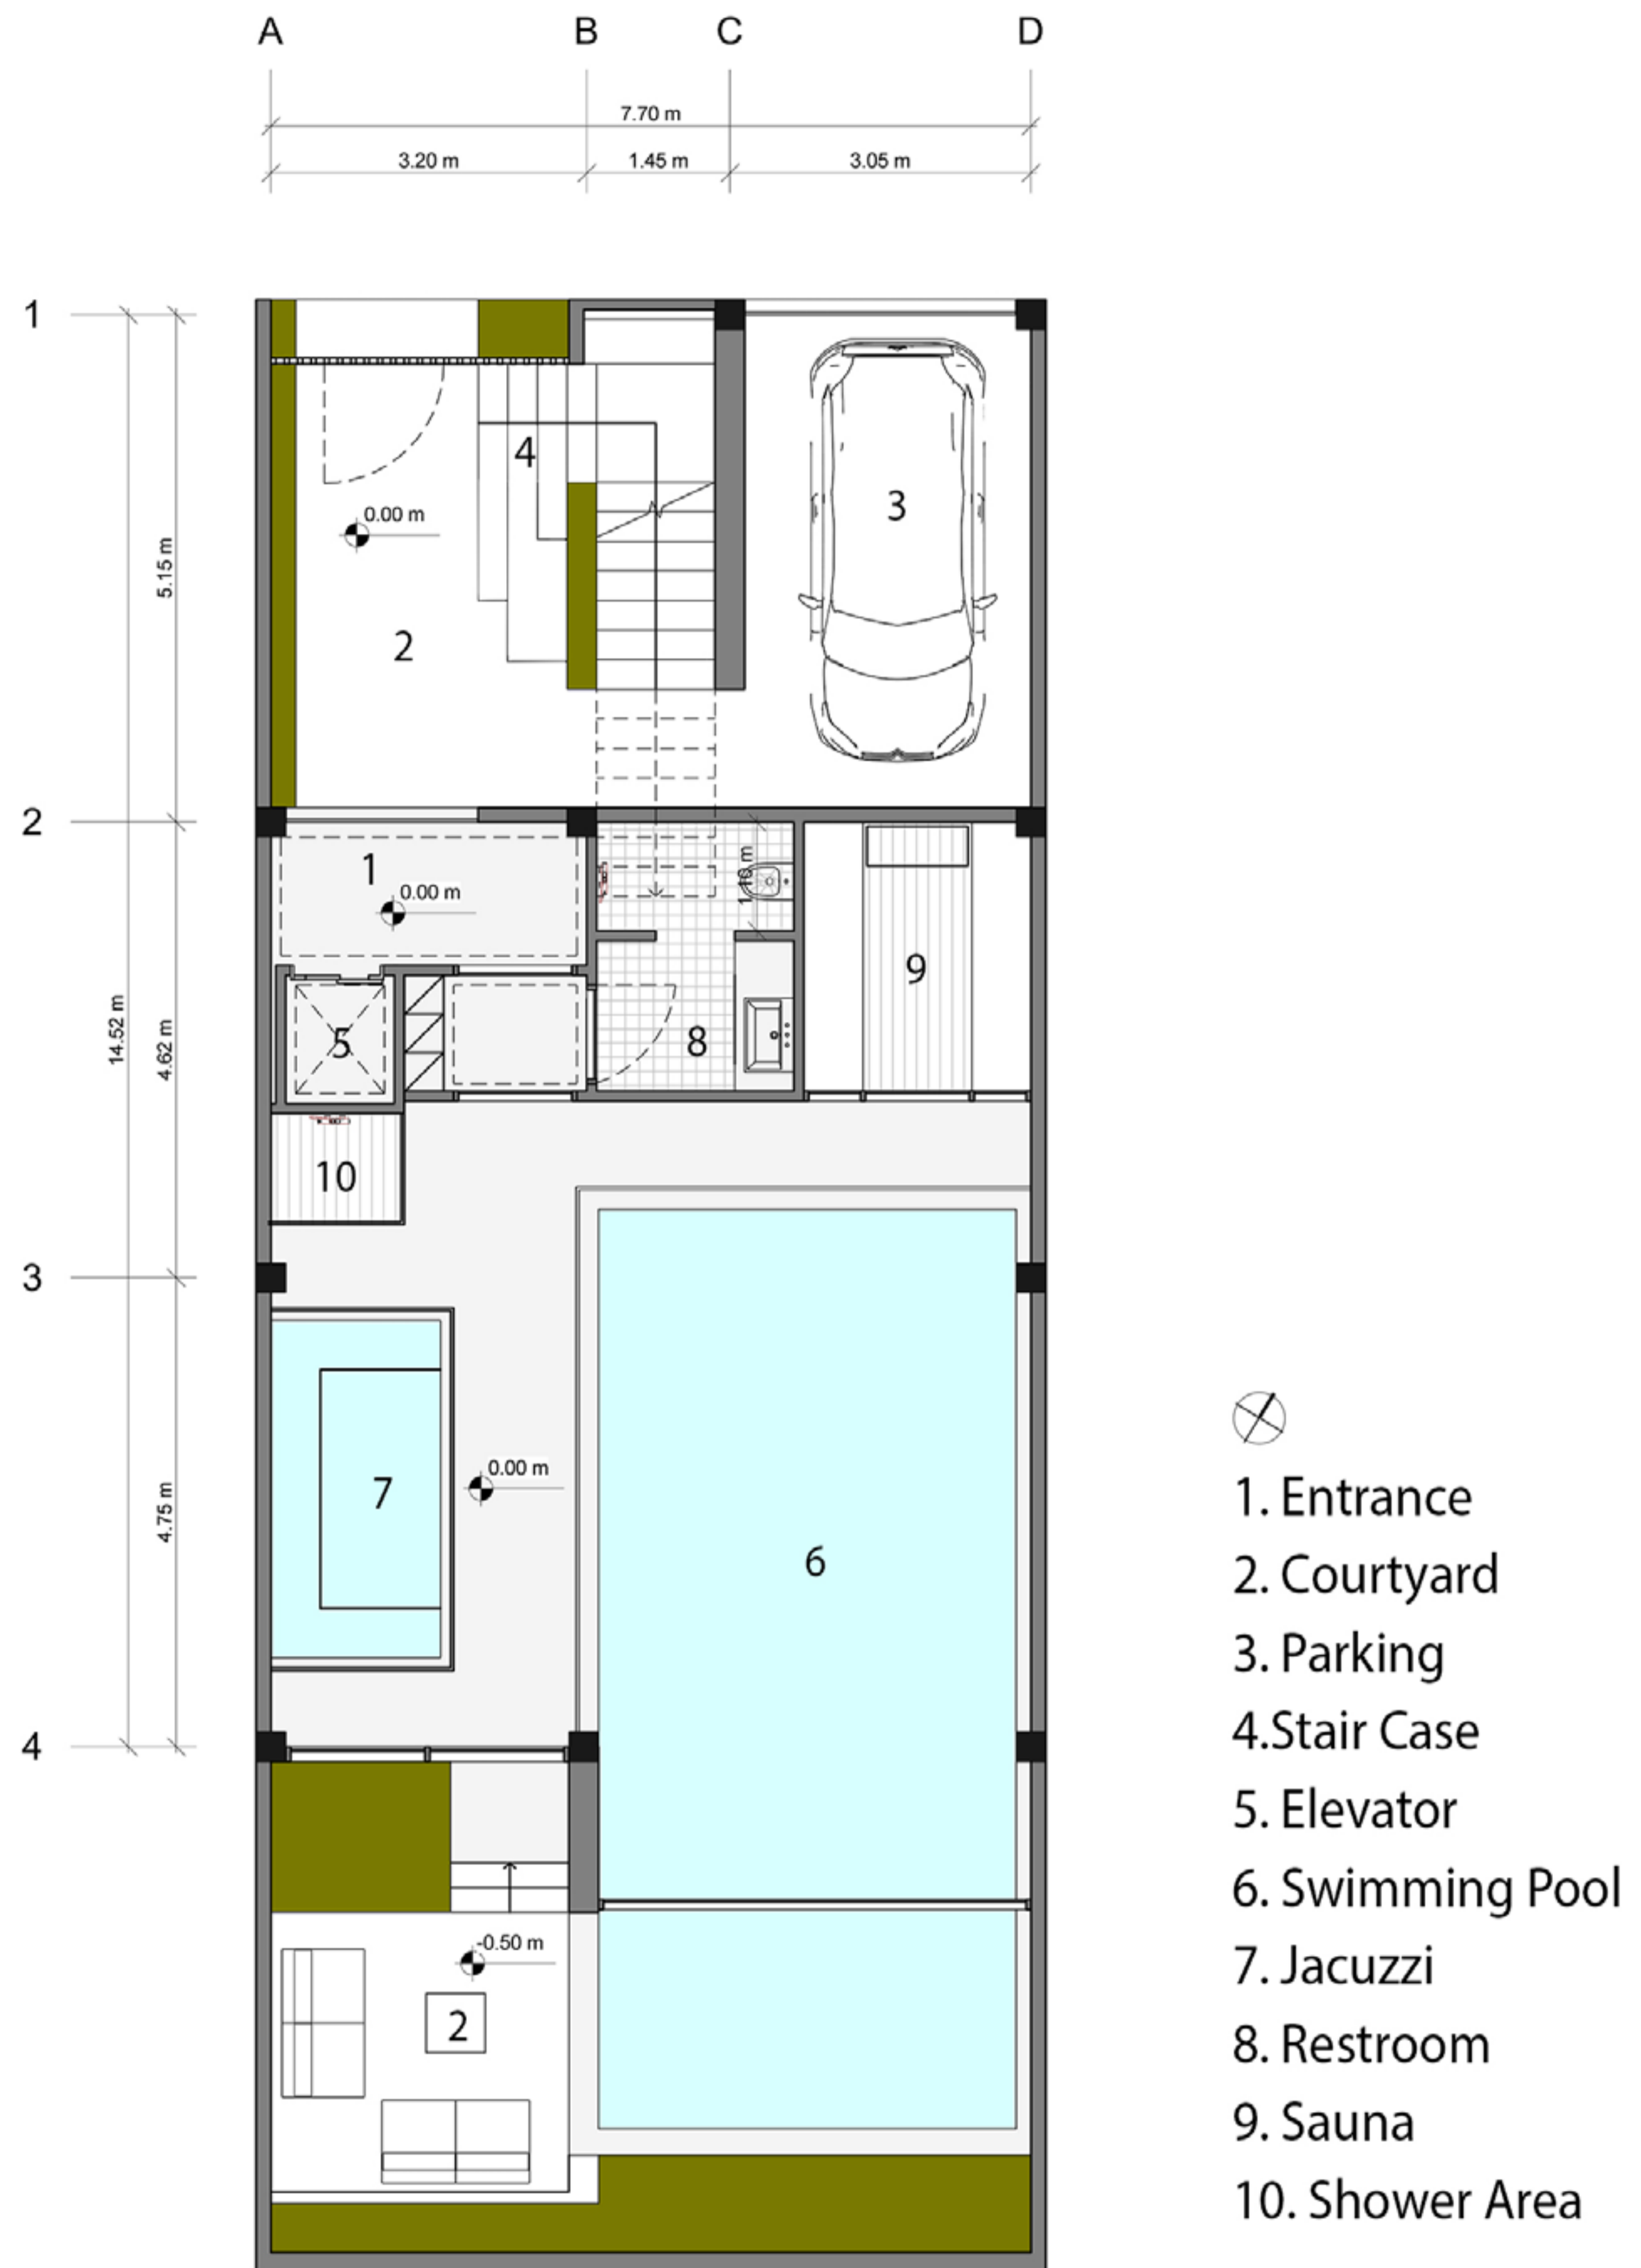 A B C D
7.70 m
3.20 m 1.45 m 3.05 m
1
4
3
0.00 m
5.15 m
2
2
1
0.00 m
1.10 m
9
14.52 m
4.62 m
5
8
10
3
7
0.00 m
4.75 m
6
4
-0.50 m
2
1. Entrance
2. Courtyard
3. Parking
4.Stair Case
5. Elevator
6. Swimming Pool
7. Jacuzzi
8. Restroom
9. Sauna
10. Shower Area